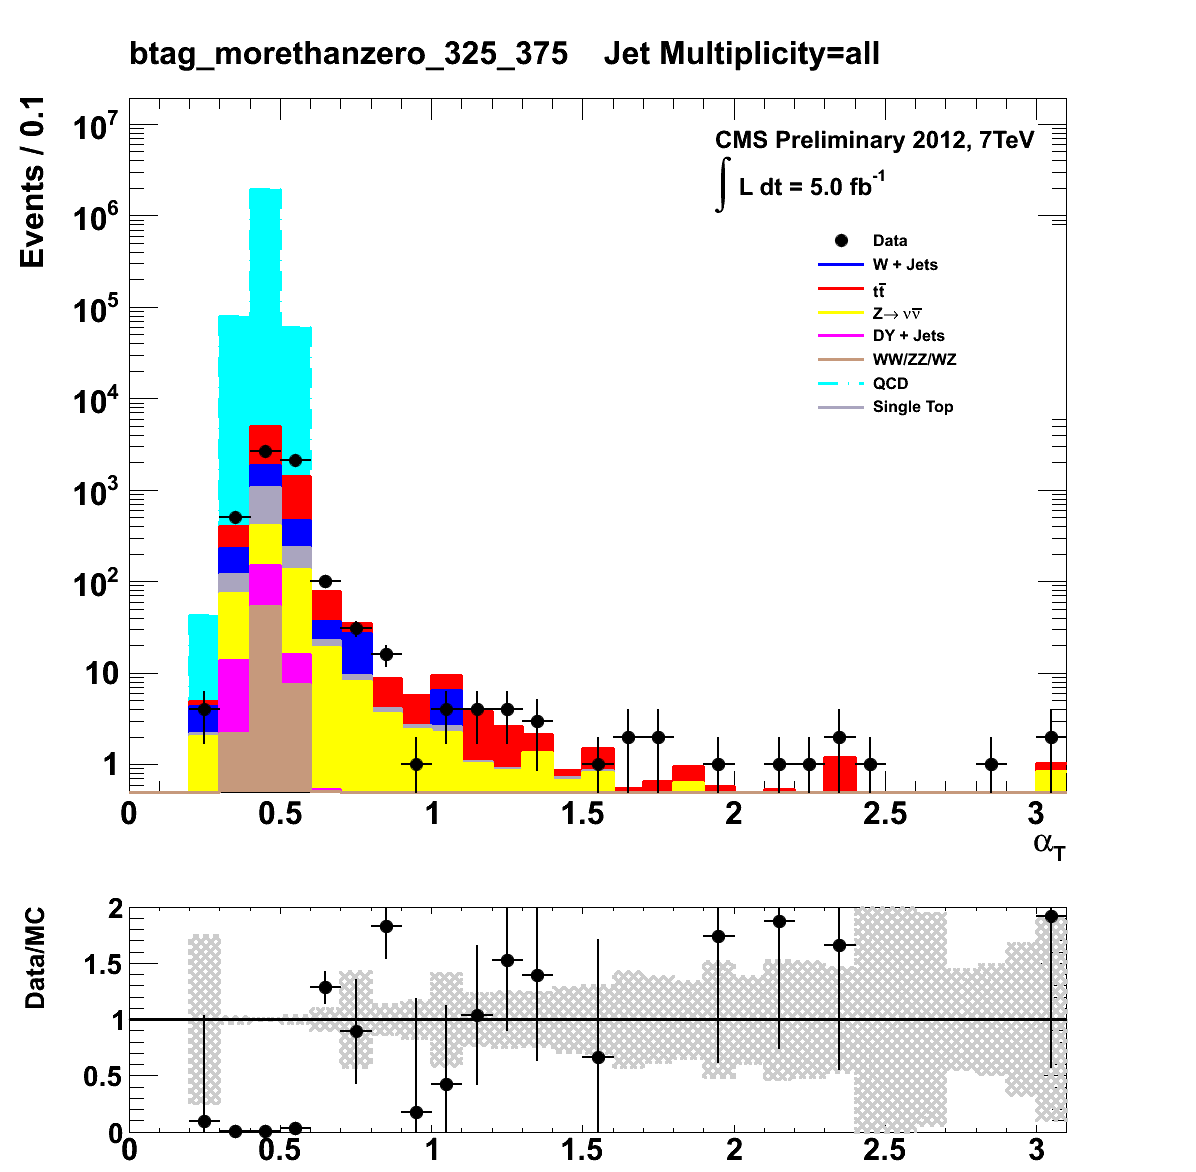 btag_morethanzero_325_375 Jet Multiplicity=all
Events / 0.1
10⁷
10⁶
10⁵
10⁴
10³
10²
10
1
CMS Preliminary 2012, 7TeV
∫ L dt = 5.0 fb⁻¹
Data
W + Jets
tt̅
Z→ νν̅
DY + Jets
WW/ZZ/WZ
QCD
Single Top
0 0.5 1 1.5 2 2.5 3
α_T
Data/MC
2
1.5
1
0.5
0
0 0.5 1 1.5 2 2.5 3